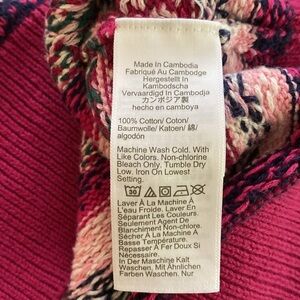 Made In Cambodia
Fabriqué Au Cambodge
Hergestellt In
Kambodscha
Vervaardigd In Cambodja
カンボジア製
hecho en camboya
100% Cotton/ Coton/
Baumwolle/ Katoen/ 綿/
algodón
Machine Wash Cold. With
Like Colors. Non-chlorine
Bleach Only. Tumble Dry
Low. Iron On Lowest
Setting.
30
Laver À La Machine À
L'eau Froide. Laver En
Séparant Les Couleurs.
Seulement Agent De
Blanchiment Non-chloré.
Sécher À La Machine À
Basse Température.
Repasser À Fer Doux Si
Nécessaire.
In Der Maschine Kalt
Waschen. Mit Ähnlichen
Farben Waschen. Nur